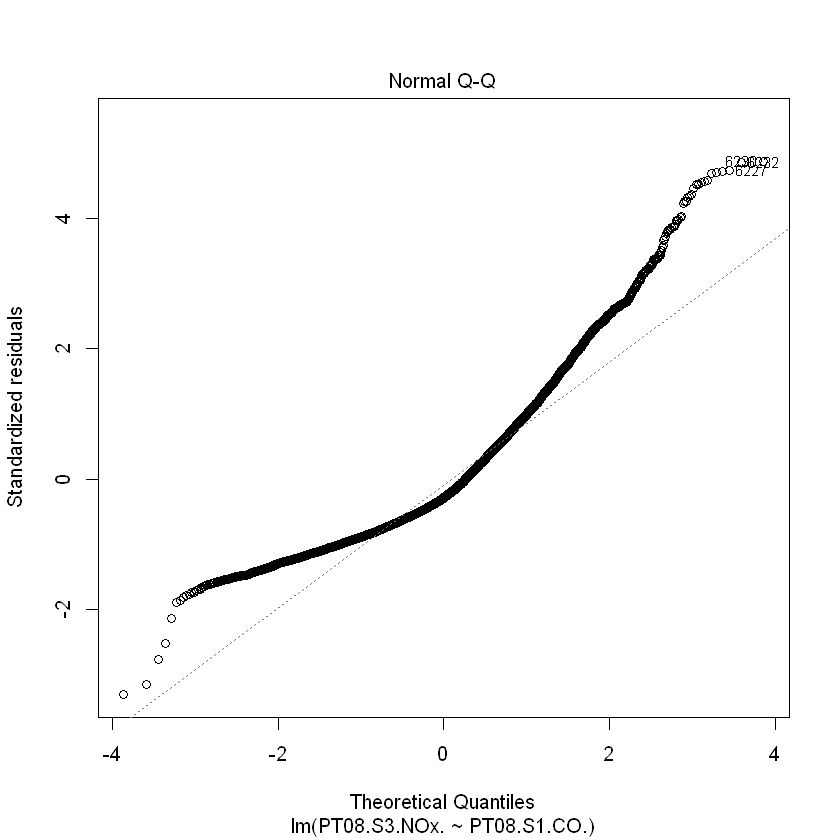 Normal Q-Q
6227
4
2
0
-2
Standardized residuals
-4
-2
0
2
4
Theoretical Quantiles
lm(PT08.S3.NOx. ~ PT08.S1.CO.)